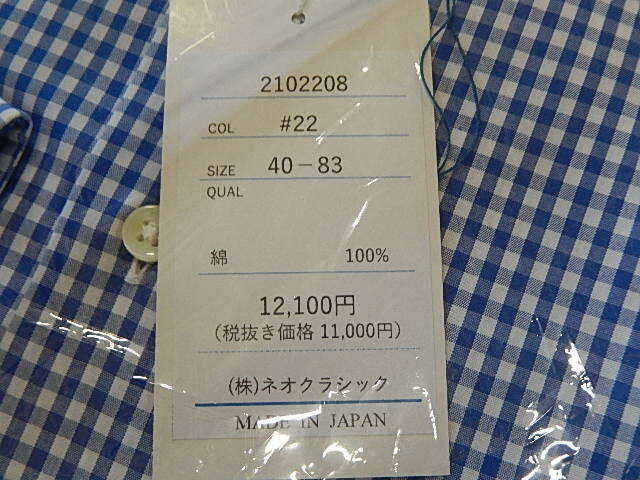 2102208
COL #22
SIZE 40－83
QUAL
綿 100%
12,100円
(税抜き価格 11,000円)
(株)ネオクラシック
MADE IN JAPAN